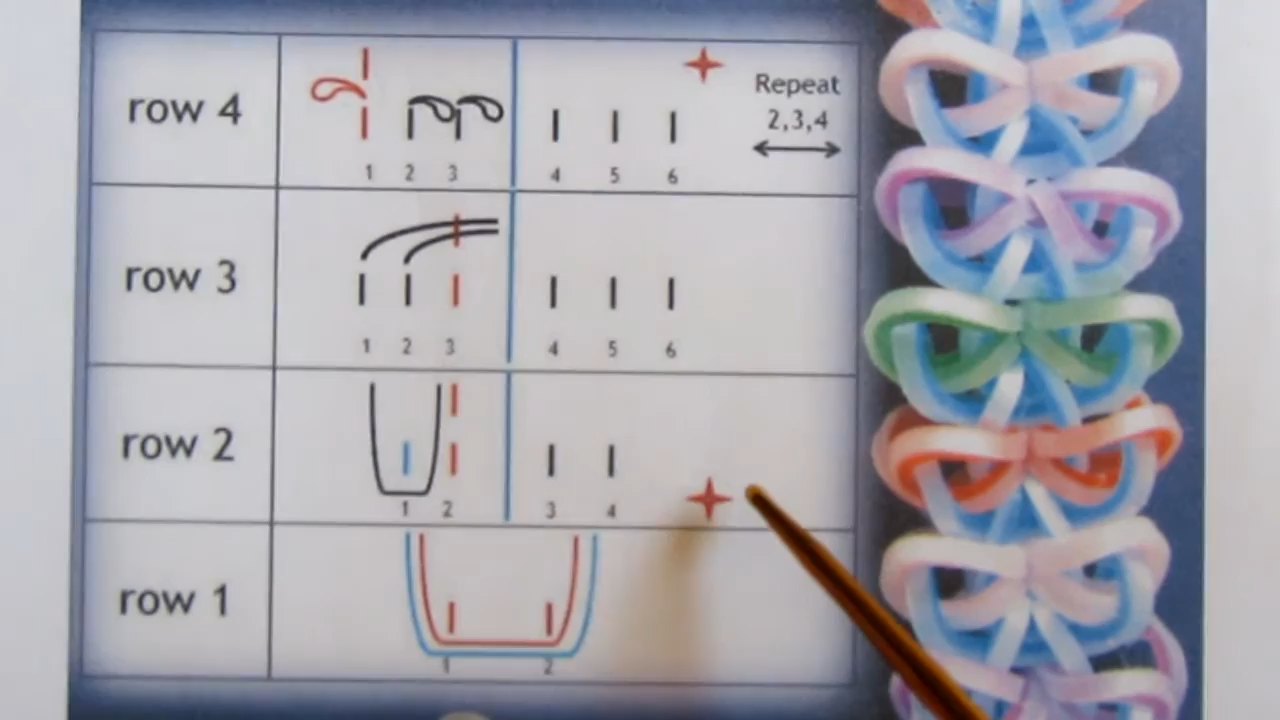 row 4
Repeat
2,3,4
1 2 3 4 5 6
row 3
1 2 3 4 5 6
row 2
1 2 3 4
row 1
1 2